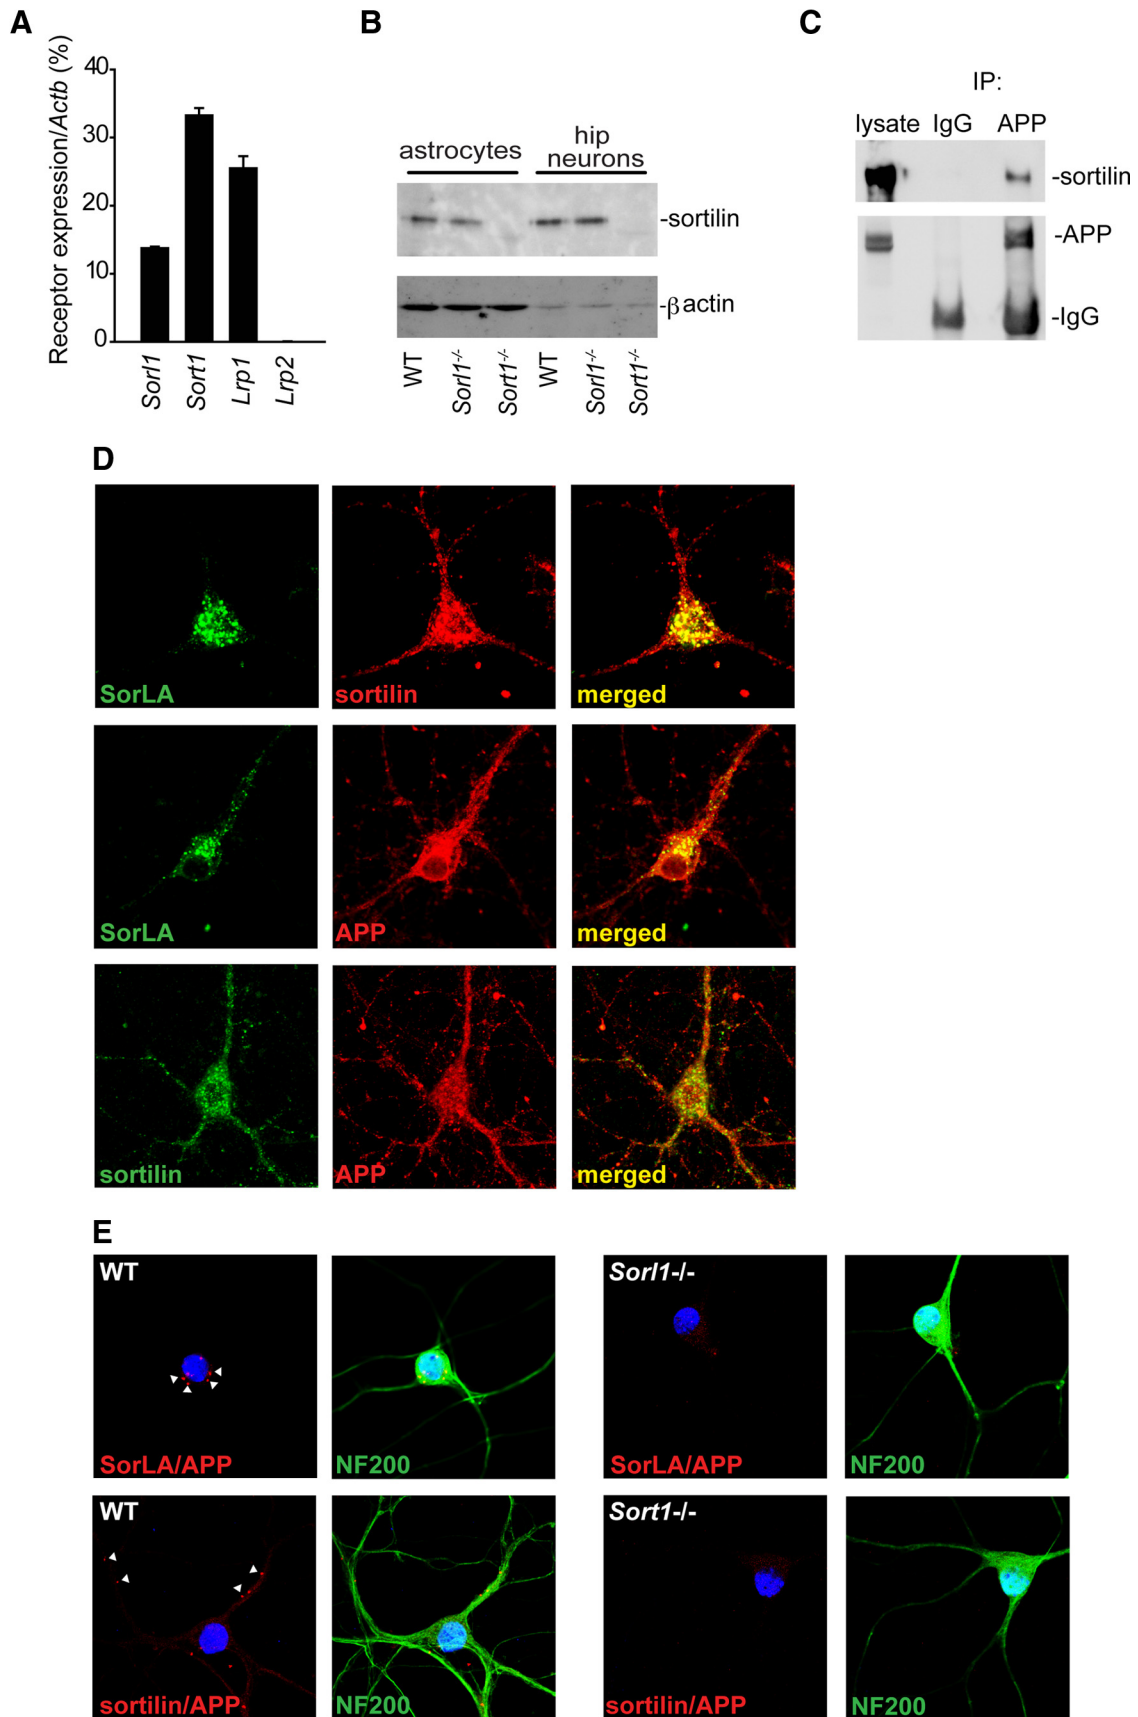 A
Receptor expression/Actb (%)
40
30
20
10
0
Sorl1
Sort1
Lrp1
Lrp2
B
astrocytes
hip
neurons
-sortilin
-β actin
WT
Sorl1-/-
Sort1-/-
WT
Sorl1-/-
Sort1-/-
C
IP:
lysate IgG APP
-sortilin
-APP
-IgG
D
SorLA
sortilin
merged
SorLA
APP
merged
sortilin
APP
merged
E
WT
SorLA/APP
NF200
Sorl1-/-
SorLA/APP
NF200
WT
sortilin/APP
NF200
Sort1-/-
sortilin/APP
NF200